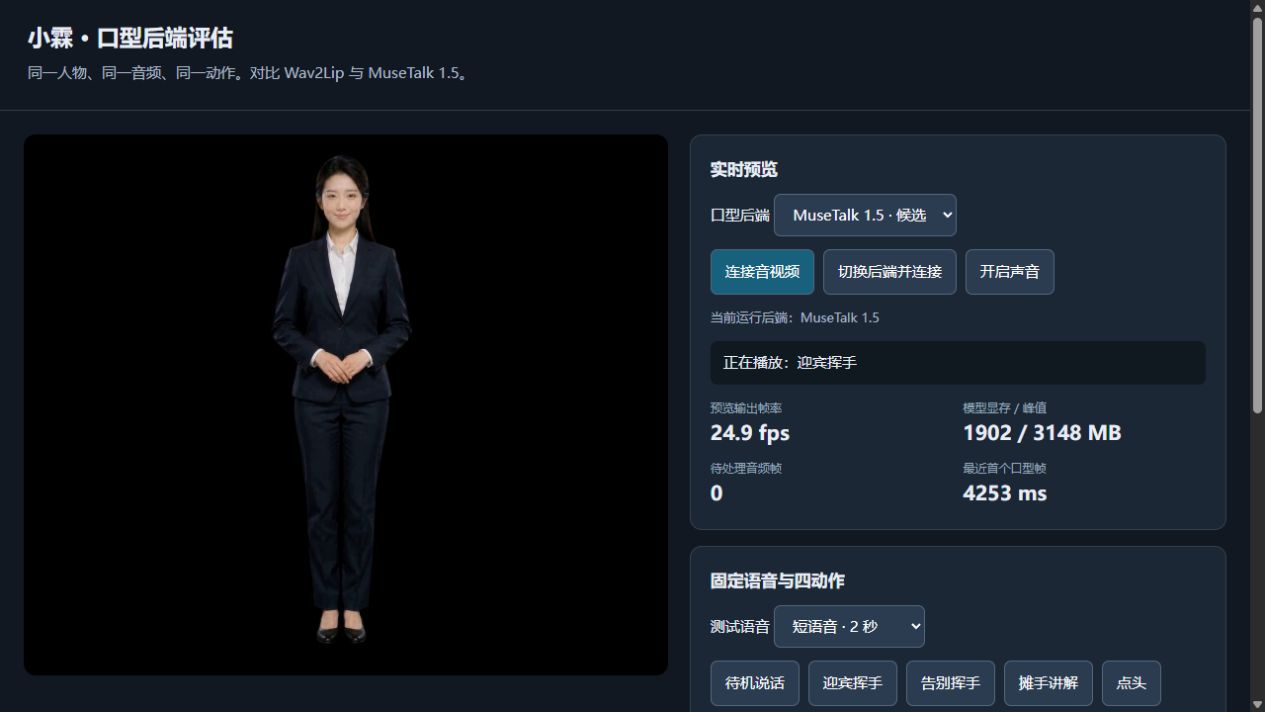 小霖 · 口型后端评估
同一人物、同一音频、同一动作。对比 Wav2Lip 与 MuseTalk 1.5。
实时预览
口型后端 MuseTalk 1.5 · 候选
连接音视频 切换后端并连接 开启声音
当前运行后端：MuseTalk 1.5
正在播放：迎宾挥手
预览输出帧率 模型显存 / 峰值
24.9 fps 1902 / 3148 MB
待处理音频帧 最近首个口型帧
0 4253 ms
固定语音与四动作
测试语音 短语音 · 2 秒
待机说话 迎宾挥手 告别挥手 摊手讲解 点头